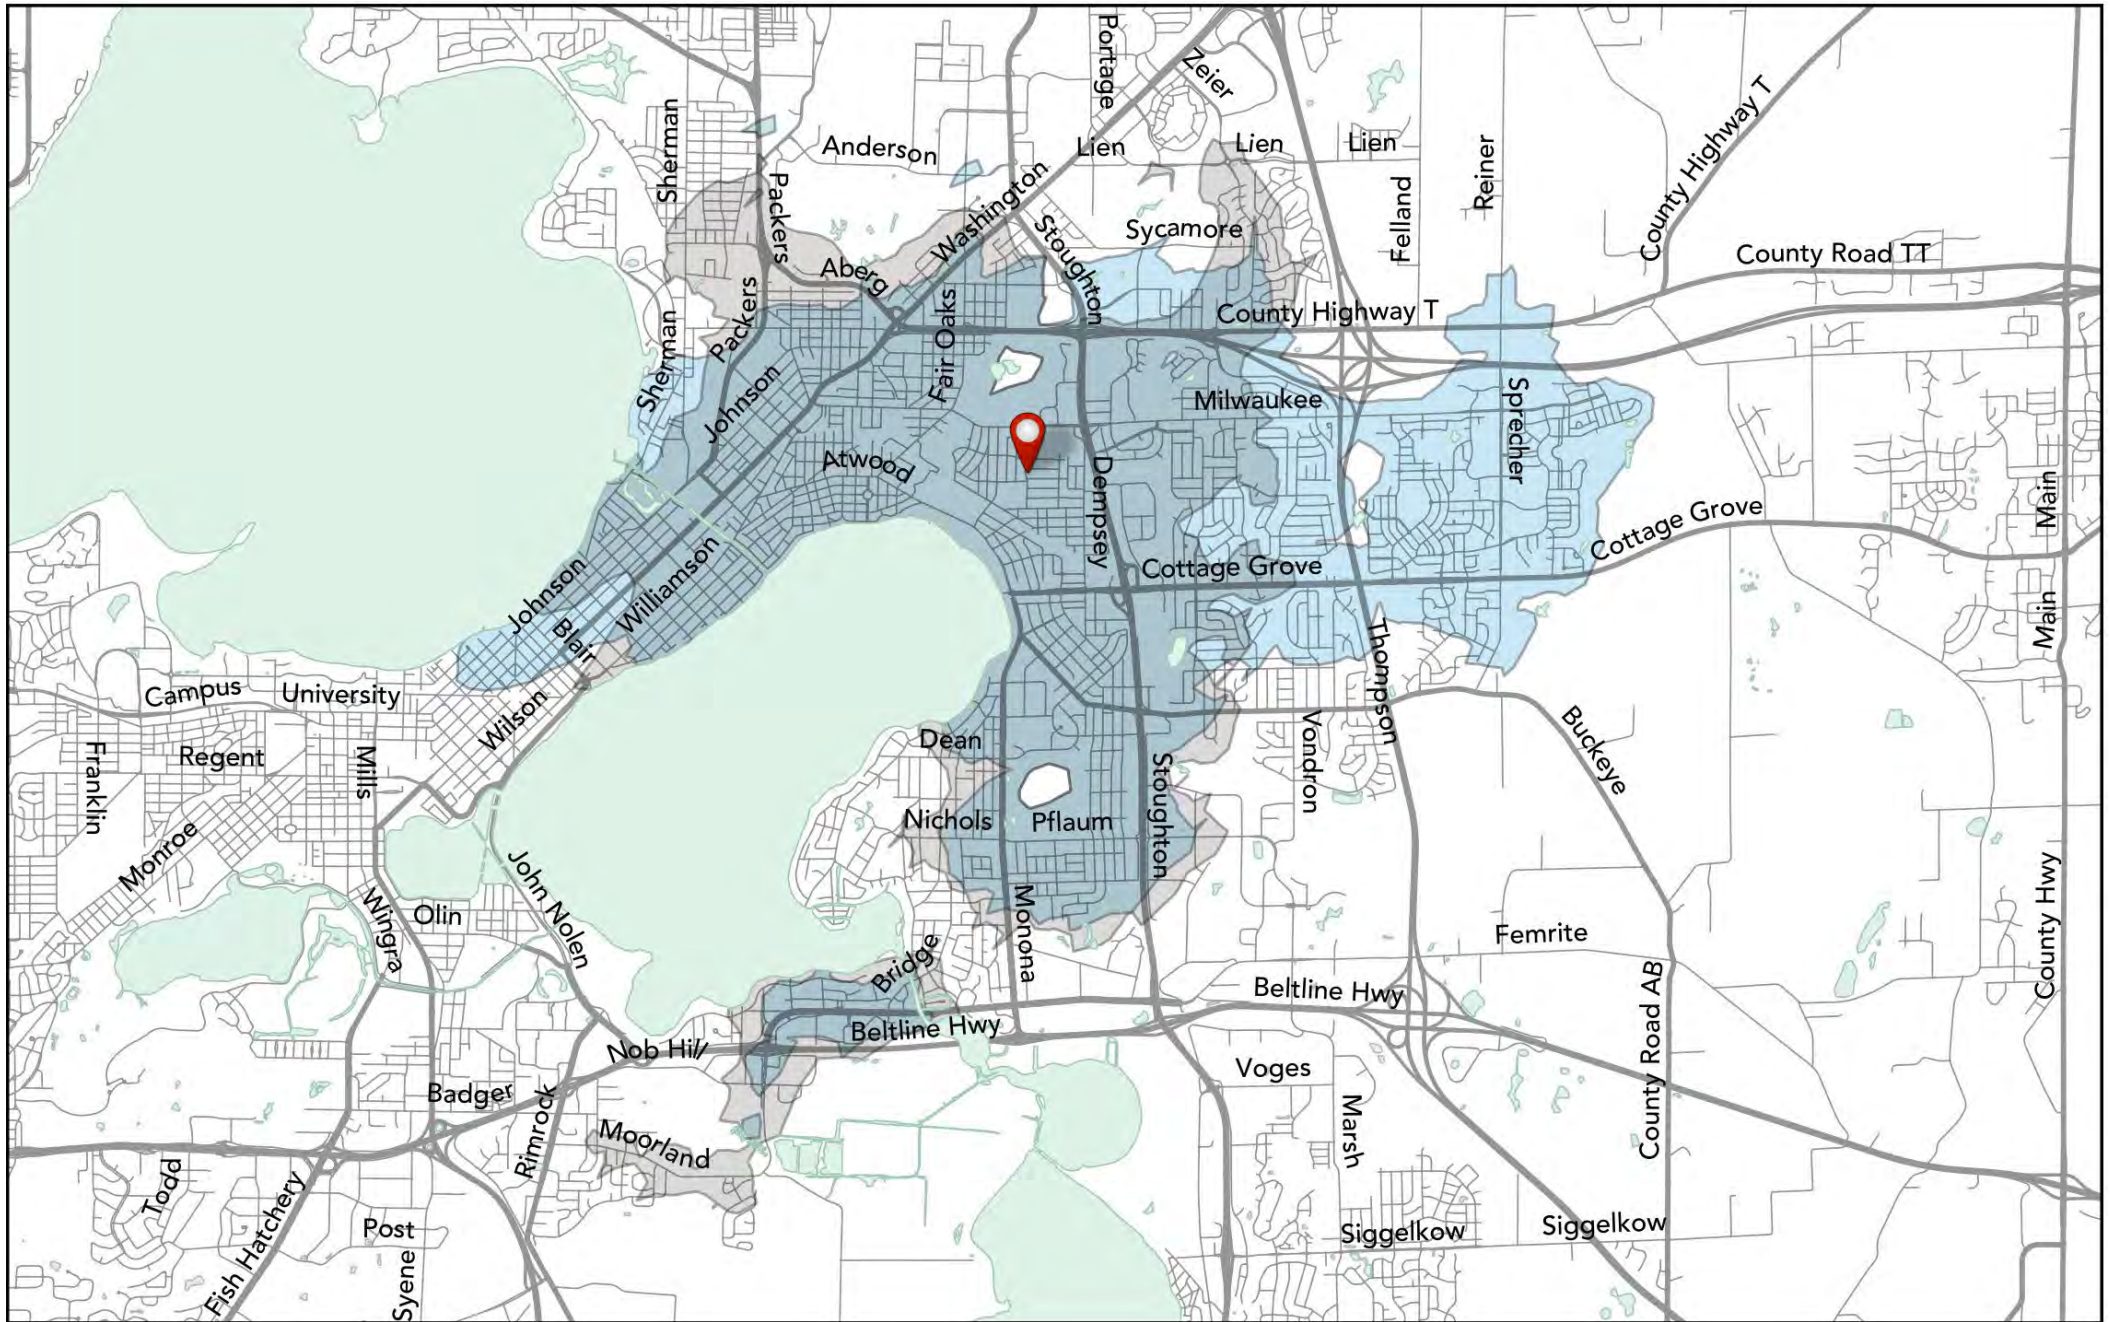 Portage
Zeier
Sherman
Anderson
Lien
Lien
Lien
Reiner
County Highway T
Packers
Washington
Felland
Stoughton
Sycamore
County Road TT
Aberg
Packers
Fair Oaks
County Highway T
Sherman
Johnson
Milwaukee
Sprecher
Atwood
Dempsey
Main
Cottage Grove
Johnson
Williamson
Cottage Grove
Blair
Main
Thompson
Campus
University
Wilson
Vondron
Buckeye
Franklin
Regent
Mills
Dean
Stoughton
Nichols
Pflaum
Monroe
John Nolen
County Hwy
Wingra
Olin
Monona
Femrite
Bridge
Beltline Hwy
County Road AB
Beltline Hwy
Nob Hill
Voges
Badger
Rimrock
Marsh
Moorland
Todd
Fish Hatchery
Post
Siggelkow
Siggelkow
Syene